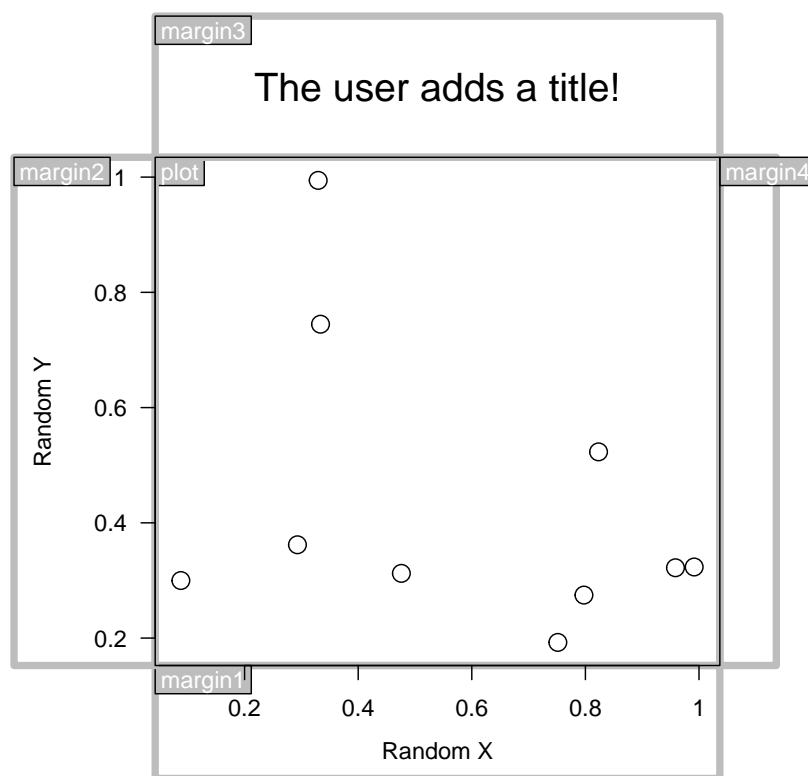 margin3
The user adds a title!
margin2
plot
margin4
1
0.8
0.6
0.4
0.2
Random Y
margin1
0.2 0.4 0.6 0.8 1
Random X